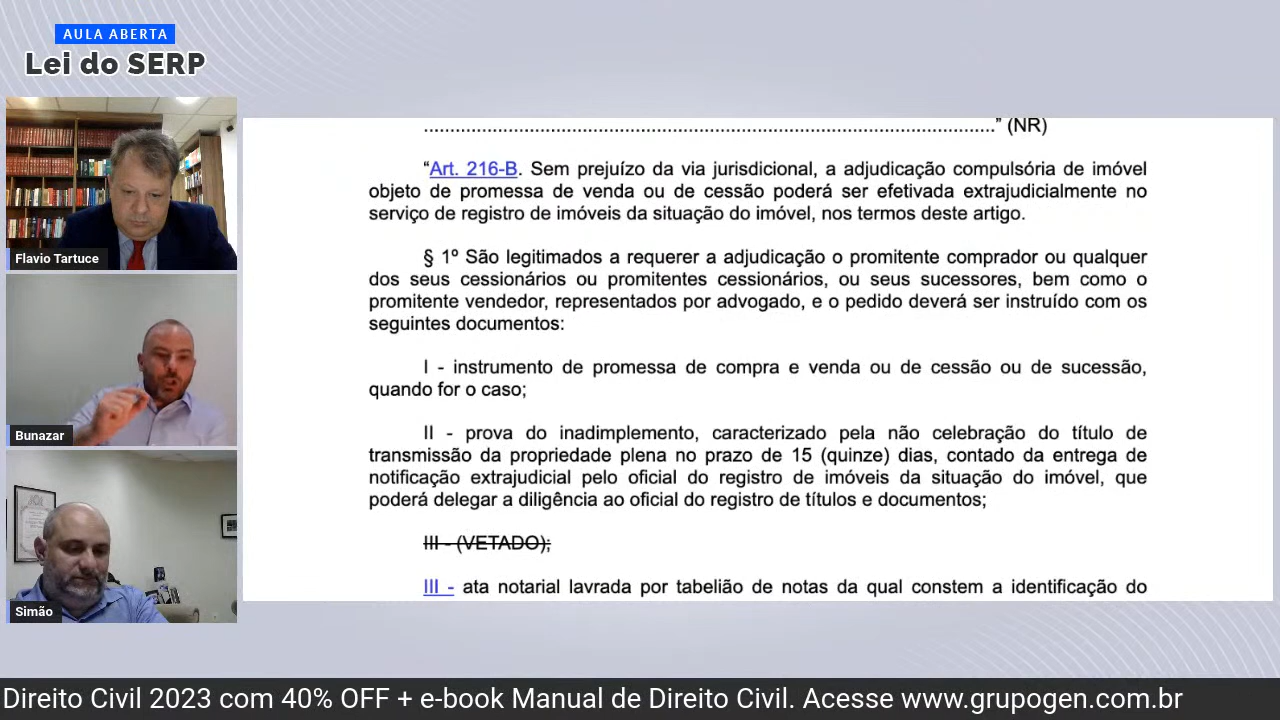 AULA ABERTA
Lei do SERP
Flavio Tartuce
Bunazar
Simão
..............................................................................................................” (NR)
“Art. 216-B. Sem prejuízo da via jurisdicional, a adjudicação compulsória de imóvel
objeto de promessa de venda ou de cessão poderá ser efetivada extrajudicialmente no
serviço de registro de imóveis da situação do imóvel, nos termos deste artigo.
§ 1º São legitimados a requerer a adjudicação o promitente comprador ou qualquer
dos seus cessionários ou promitentes cessionários, ou seus sucessores, bem como o
promitente vendedor, representados por advogado, e o pedido deverá ser instruído com os
seguintes documentos:
I - instrumento de promessa de compra e venda ou de cessão ou de sucessão,
quando for o caso;
II - prova do inadimplemento, caracterizado pela não celebração do título de
transmissão da propriedade plena no prazo de 15 (quinze) dias, contado da entrega de
notificação extrajudicial pelo oficial do registro de imóveis da situação do imóvel, que
poderá delegar a diligência ao oficial do registro de títulos e documentos;
III - (VETADO);
III - ata notarial lavrada por tabelião de notas da qual constem a identificação do
Direito Civil 2023 com 40% OFF + e-book Manual de Direito Civil. Acesse www.grupogen.com.br